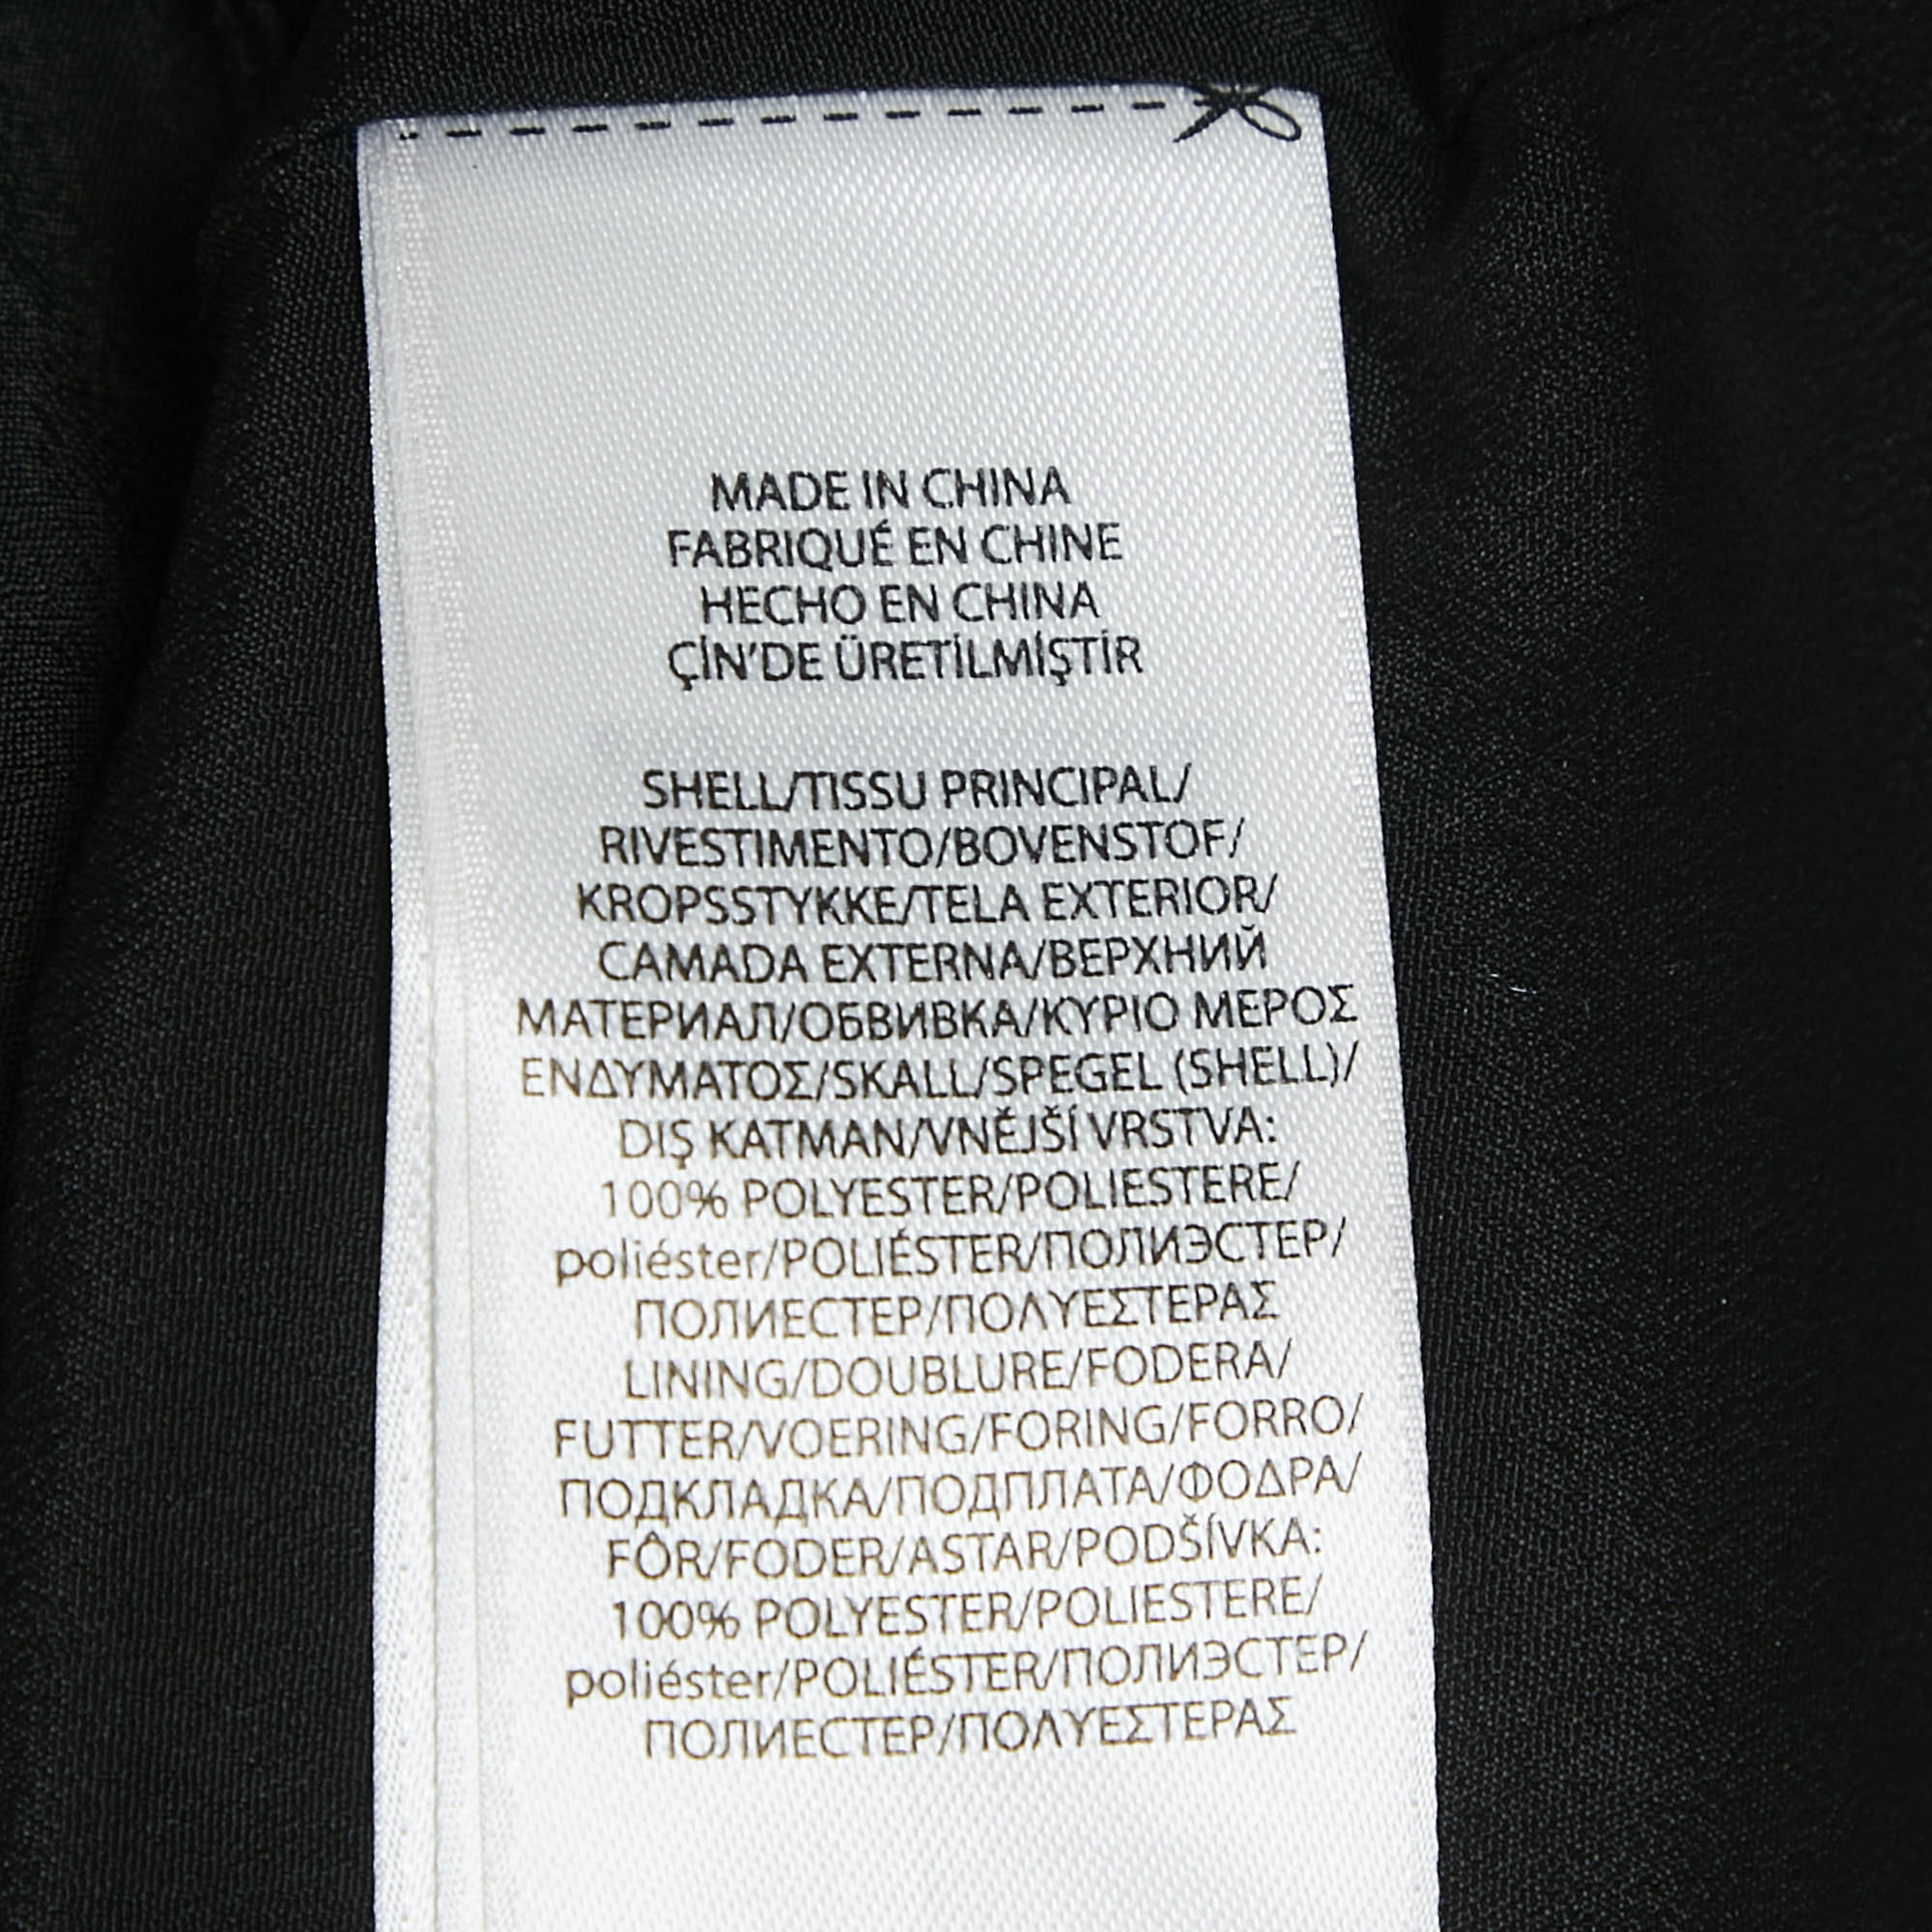 MADE IN CHINA
FABRIQUÉ EN CHINE
HECHO EN CHINA
ÇİN'DE ÜRETİLMİŞTİR
SHELL/TISSU PRINCIPAL/
RIVESTIMENTO/BOVENSTOF/
KROPSSTYKKE/TELA EXTERIOR/
CAMADA EXTERNA/ВЕРХНИЙ
МАТЕРИАЛ/ОБВИВКА/ΚΥΡΙΟ ΜΕΡΟΣ
ΕΝΔΥΜΑΤΟΣ/SKALL/SPEGEL (SHELL)/
DIŞ KATMAN/VNĚJŠÍ VRSTVA:
100% POLYESTER/POLIESTERE/
poliéster/POLIÉSTER/ПОЛИЭСТЕР/
ПОЛИЕСТЕР/ΠΟΛΥΕΣΤΕΡΑΣ
LINING/DOUBLURE/FODERA/
FUTTER/VOERING/FORING/FORRO/
ПОДКЛАДКА/ПОДПЛАТА/ΦΟΔΡΑ/
FÔR/FODER/ASTAR/PODŠÍVKA:
100% POLYESTER/POLIESTERE/
poliéster/POLIÉSTER/ПОЛИЭСТЕР/
ПОЛИЕСТЕР/ΠΟΛΥΕΣΤΕΡΑΣ